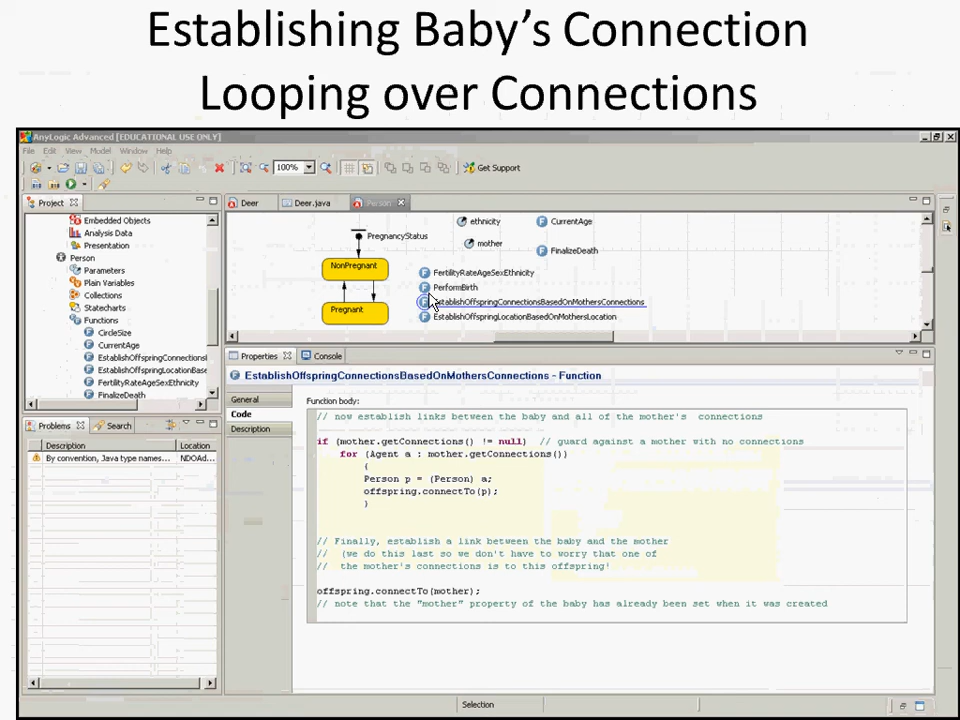 Establishing Baby's Connection
Looping over Connections
AnyLogic Advanced [EDUCATIONAL USE ONLY]
File Edit View Model Window Help
100% Get Support
Project
Deer Deer.java Person
Embedded Objects
Analysis Data
Presentation
Person
Parameters
Plain Variables
Collections
Statecharts
Functions
CircleSize
CurrentAge
EstablishOffspringConnectionsI
EstablishOffspringLocationBase
FertilityRateAgeSexEthnicity
FinalizeDeath
ethnicity CurrentAge
PregnancyStatus
mother FinalizeDeath
NonPregnant
FertilityRateAgeSexEthnicity
PerformBirth
Pregnant
EstablishOffspringConnectionsBasedOnMothersConnections
EstablishOffspringLocationBasedOnMothersLocation
Problems Search
Description Location
By convention, Java type names... NDOAd...
Properties Console
EstablishOffspringConnectionsBasedOnMothersConnections - Function
General
Code
Description
Function body:
// now establish links between the baby and all of the mother's connections
if (mother.getConnections() != null) // guard against a mother with no connections
for (Agent a : mother.getConnections())
{
Person p = (Person) a;
offspring.connectTo(p);
}
// Finally, establish a link between the baby and the mother
// (we do this last so we don't have to worry that one of
// the mother's connections is to this offspring!
offspring.connectTo(mother);
// note that the "mother" property of the baby has already been set when it was created
Selection